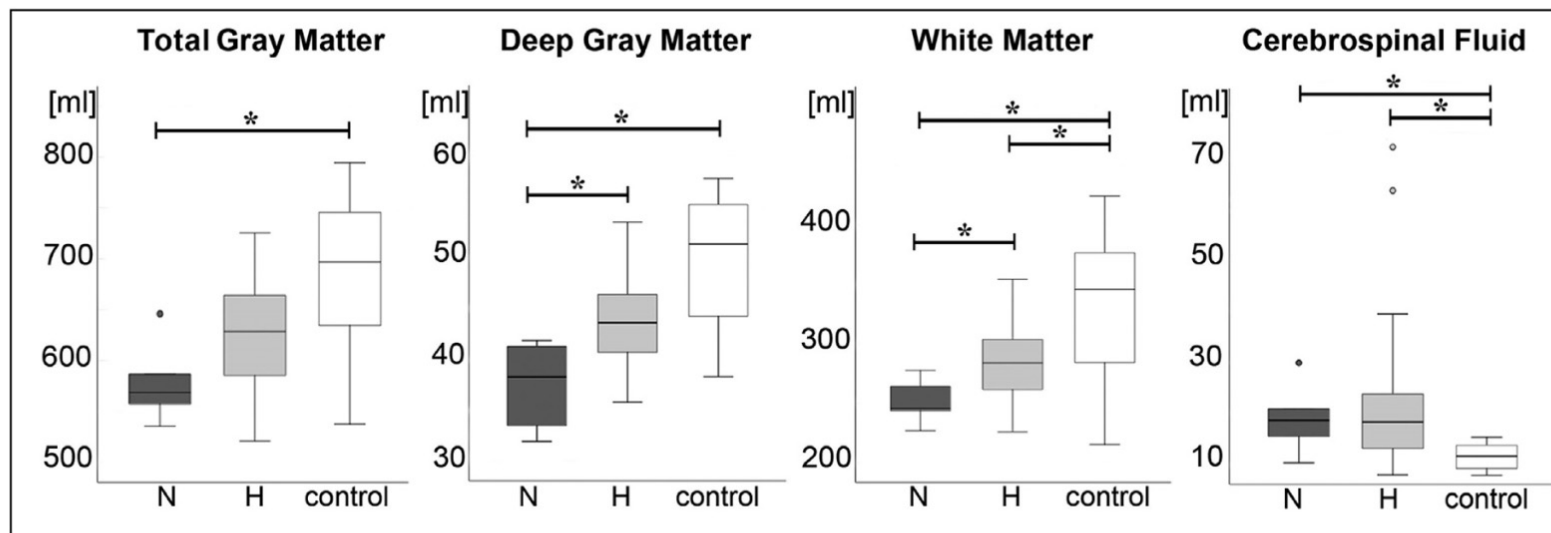 Total Gray Matter
[ml]
*
800
700
600
500
N H control
Deep Gray Matter
[ml]
*
60
*
50
40
30
N H control
White Matter
[ml]
*
*
400
*
300
200
N H control
Cerebrospinal Fluid
*
[ml]
*
70
50
30
10
N H control